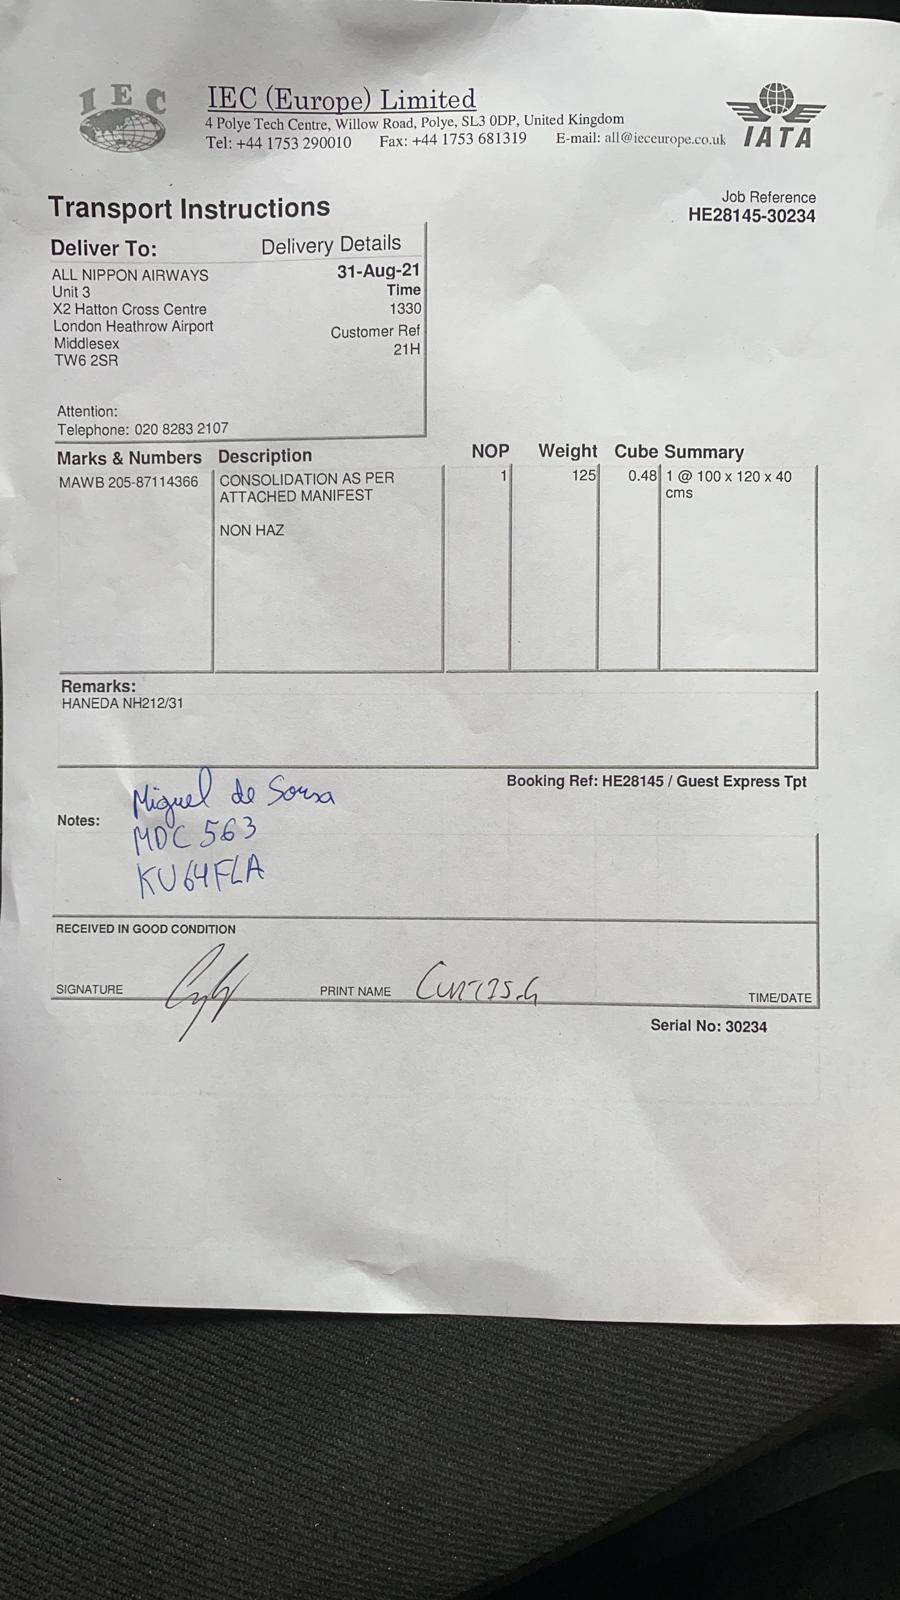 IEC
IEC (Europe) Limited
4 Polye Tech Centre, Willow Road, Polye, SL3 0DP, United Kingdom
Tel: +44 1753 290010 Fax: +44 1753 681319 E-mail: all@ieceurope.co.uk
IATA
Transport Instructions
Job Reference
HE28145-30234
Deliver To: Delivery Details
ALL NIPPON AIRWAYS 31-Aug-21
Unit 3 Time
X2 Hatton Cross Centre 1330
London Heathrow Airport Customer Ref
Middlesex 21H
TW6 2SR
Attention:
Telephone: 020 8283 2107
Marks & Numbers Description NOP Weight Cube Summary
MAWB 205-87114366 CONSOLIDATION AS PER 1 125 0.48 1 @ 100 x 120 x 40
ATTACHED MANIFEST cms
NON HAZ
Remarks:
HANEDA NH212/31
Booking Ref: HE28145 / Guest Express Tpt
Notes: Miguel de Sousa
MDC 563
KU64FLA
RECEIVED IN GOOD CONDITION
SIGNATURE PRINT NAME CURTIS.G TIME/DATE
Serial No: 30234